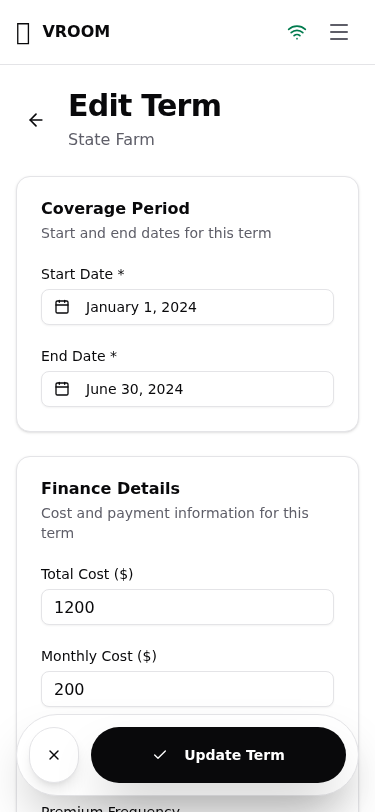 VROOM
Edit Term
State Farm
Coverage Period
Start and end dates for this term
Start Date *
January 1, 2024
End Date *
June 30, 2024
Finance Details
Cost and payment information for this
term
Total Cost ($)
1200
Monthly Cost ($)
200
Update Term
Premium Frequency